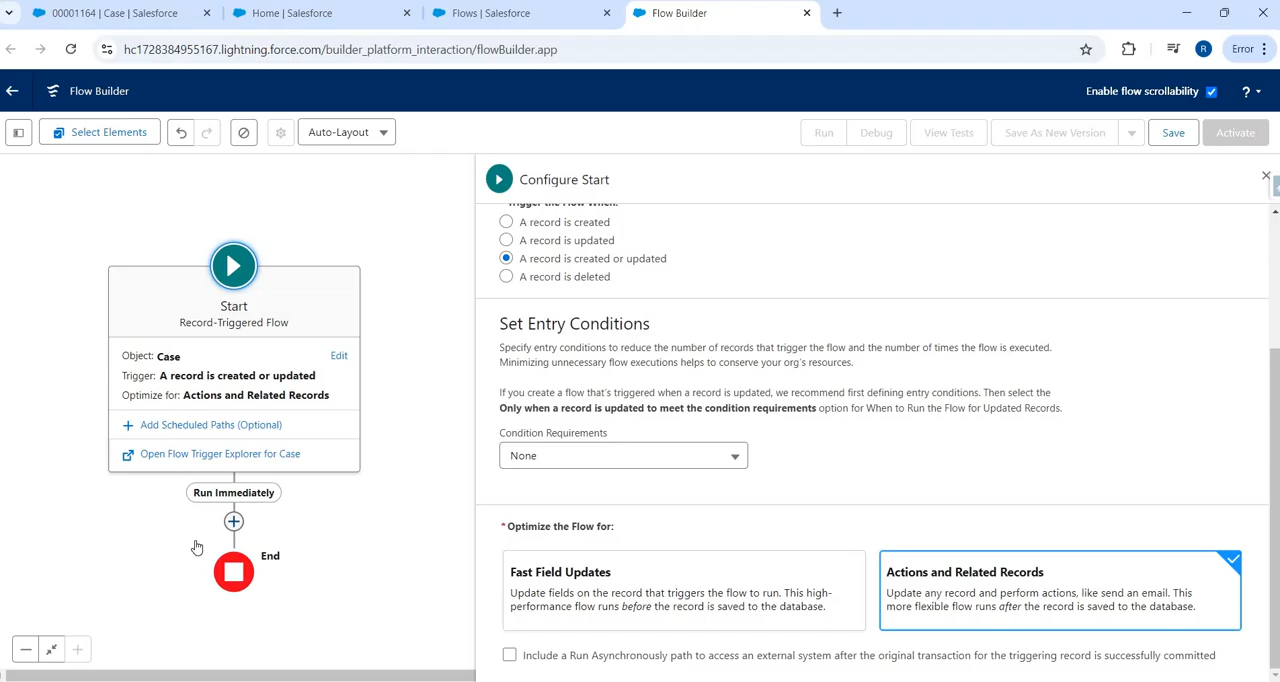 00001164 | Case | Salesforce
Home | Salesforce
Flows | Salesforce
Flow Builder
hc1728384955167.lightning.force.com/builder_platform_interaction/flowBuilder.app
R
Error
Flow Builder
Enable flow scrollability
?
Select Elements
Auto-Layout
Run
Debug
View Tests
Save As New Version
Save
Activate
Start
Record-Triggered Flow
Object: Case
Edit
Trigger: A record is created or updated
Optimize for: Actions and Related Records
Add Scheduled Paths (Optional)
Open Flow Trigger Explorer for Case
Run Immediately
End
Configure Start
Trigger the Flow When:
A record is created
A record is updated
A record is created or updated
A record is deleted
Set Entry Conditions
Specify entry conditions to reduce the number of records that trigger the flow and the number of times the flow is executed.
Minimizing unnecessary flow executions helps to conserve your org's resources.
If you create a flow that's triggered when a record is updated, we recommend first defining entry conditions. Then select the
Only when a record is updated to meet the condition requirements option for When to Run the Flow for Updated Records.
Condition Requirements
None
*Optimize the Flow for:
Fast Field Updates
Update fields on the record that triggers the flow to run. This high-
performance flow runs before the record is saved to the database.
Actions and Related Records
Update any record and perform actions, like send an email. This
more flexible flow runs after the record is saved to the database.
Include a Run Asynchronously path to access an external system after the original transaction for the triggering record is successfully committed